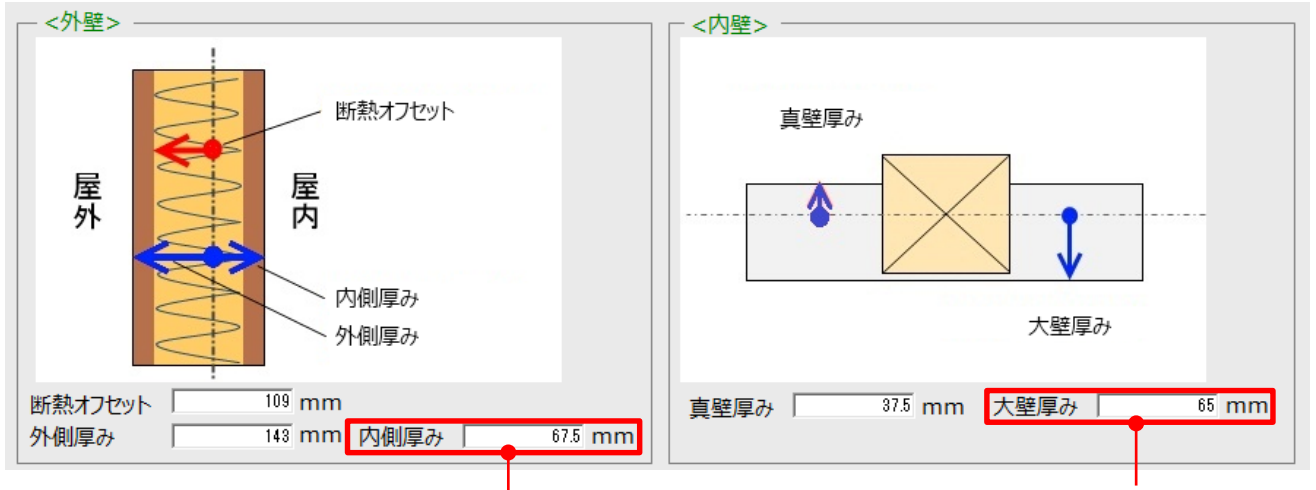 <外壁>
断熱オフセット
屋外
屋内
内側厚み
外側厚み
断熱オフセット 109 mm
外側厚み 143 mm 内側厚み 67.5 mm
<内壁>
真壁厚み
大壁厚み
真壁厚み 37.5 mm 大壁厚み 65 mm